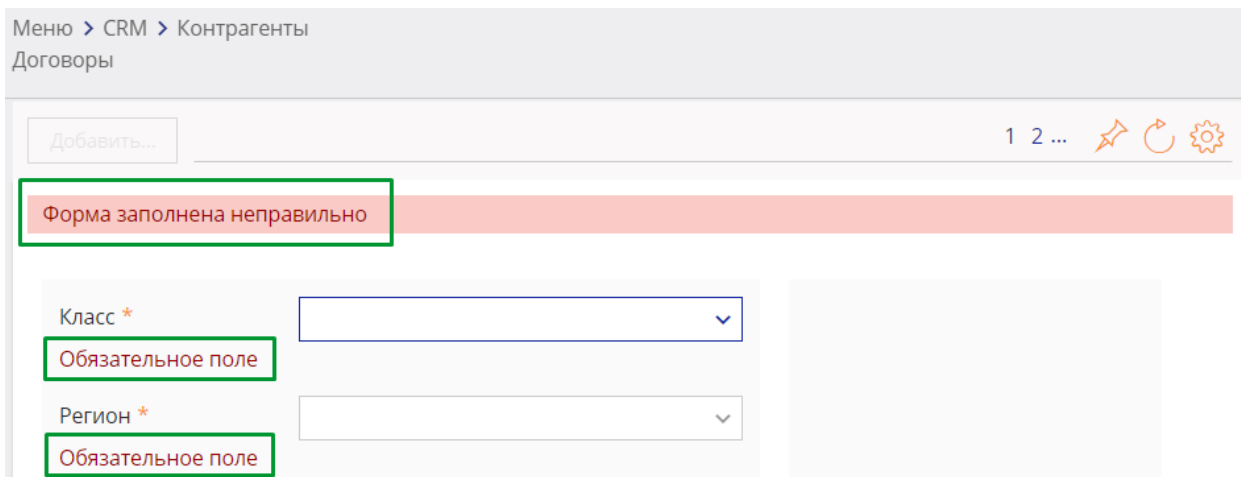 Меню > CRM > Контрагенты
Договоры
Добавить...
1 2 ...
Форма заполнена неправильно
Класс *
Обязательное поле
Регион *
Обязательное поле